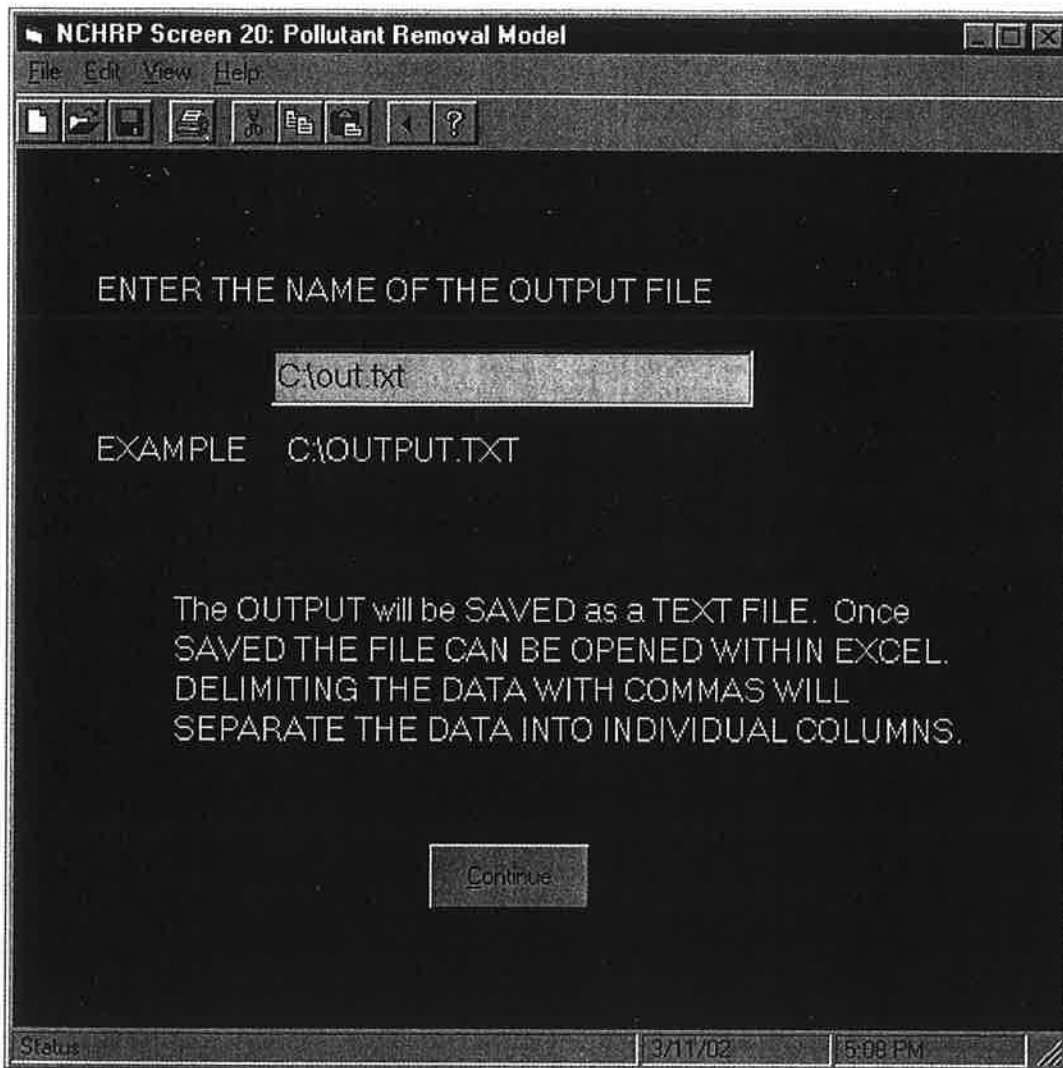 NCHRP Screen 20: Pollutant Removal Model
File Edit View Help
ENTER THE NAME OF THE OUTPUT FILE
C:\out.txt
EXAMPLE C:\OUTPUT.TXT
The OUTPUT will be SAVED as a TEXT FILE. Once
SAVED THE FILE CAN BE OPENED WITHIN EXCEL.
DELIMITING THE DATA WITH COMMAS WILL
SEPARATE THE DATA INTO INDIVIDUAL COLUMNS.
Continue
Status 3/11/02 5:08 PM